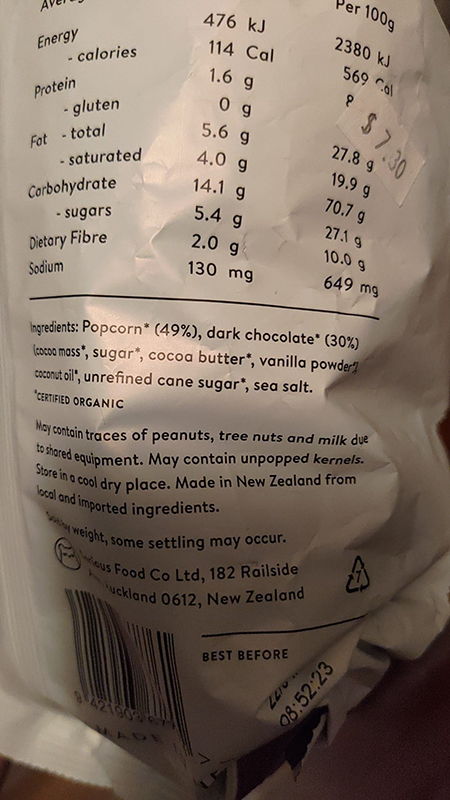 Per 100g
Energy 476 kJ 2380 kJ
- calories 114 Cal 569 Cal
Protein 1.6 g 8
- gluten 0 g
$7.30
Fat - total 5.6 g 27.8 g
- saturated 4.0 g 19.9 g
Carbohydrate 14.1 g 70.7 g
- sugars 5.4 g 27.1 g
Dietary Fibre 2.0 g 10.0 g
Sodium 130 mg 649 mg
Ingredients: Popcorn* (49%), dark chocolate* (30%)
(cocoa mass*, sugar*, cocoa butter*, vanilla powder*),
coconut oil*, unrefined cane sugar*, sea salt.
*CERTIFIED ORGANIC
May contain traces of peanuts, tree nuts and milk due
to shared equipment. May contain unpopped kernels.
Store in a cool dry place. Made in New Zealand from
local and imported ingredients.
Sold by weight, some settling may occur.
Food Co Ltd, 182 Railside
Auckland 0612, New Zealand
7
BEST BEFORE
08:52:23
MADE